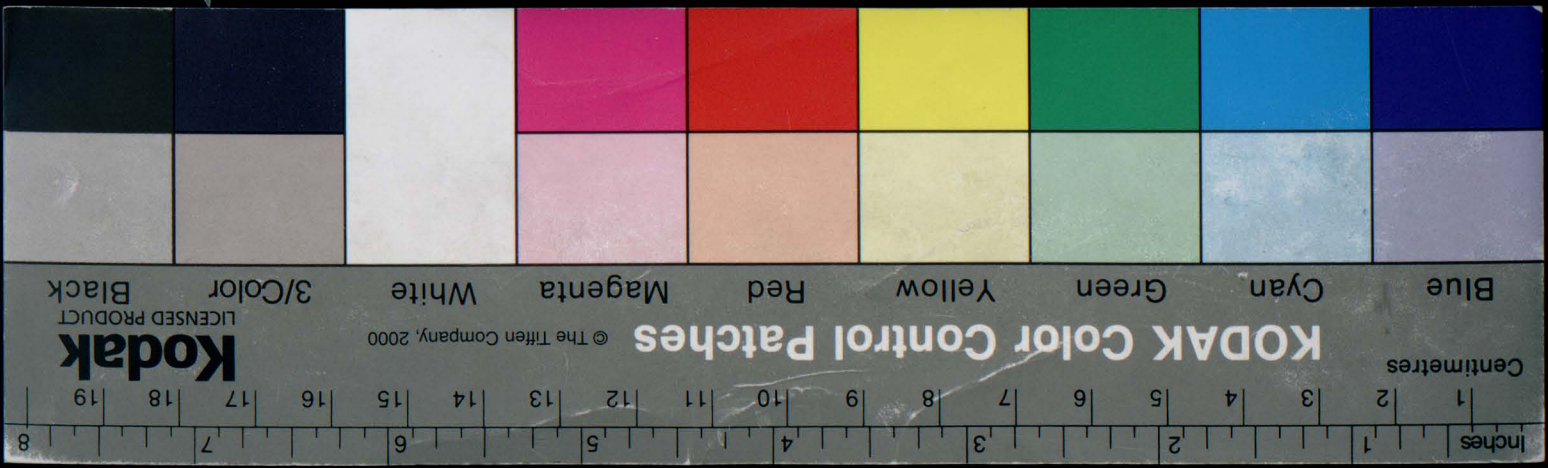 Inches 1 2 3 4 5 6 7 8
1 2 3 4 5 6 7 8 9 10 11 12 13 14 15 16 17 18 19
Centimetres
KODAK Color Control Patches © The Tiffen Company, 2000 Kodak
LICENSED PRODUCT
Blue Cyan Green Yellow Red Magenta White 3/Color Black